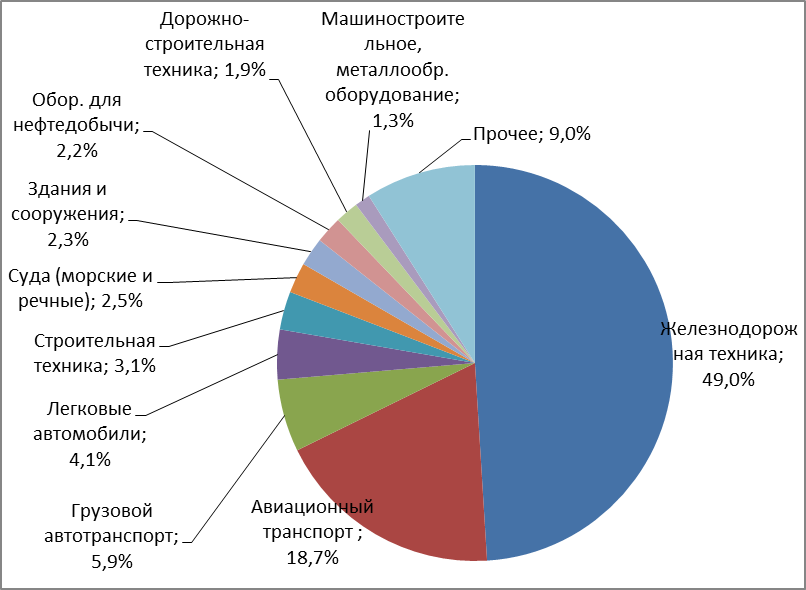 Дорожно-
строительная
техника; 1,9%
Машиностроите
льное,
металлообр.
оборудование;
1,3%
Обор. для
нефтедобычи;
2,2%
Прочее; 9,0%
Здания и
сооружения;
2,3%
Суда (морские и
речные); 2,5%
Строительная
техника; 3,1%
Железнодорож
ная техника;
49,0%
Легковые
автомобили;
4,1%
Грузовой
автотранспорт;
5,9%
Авиационный
транспорт ;
18,7%